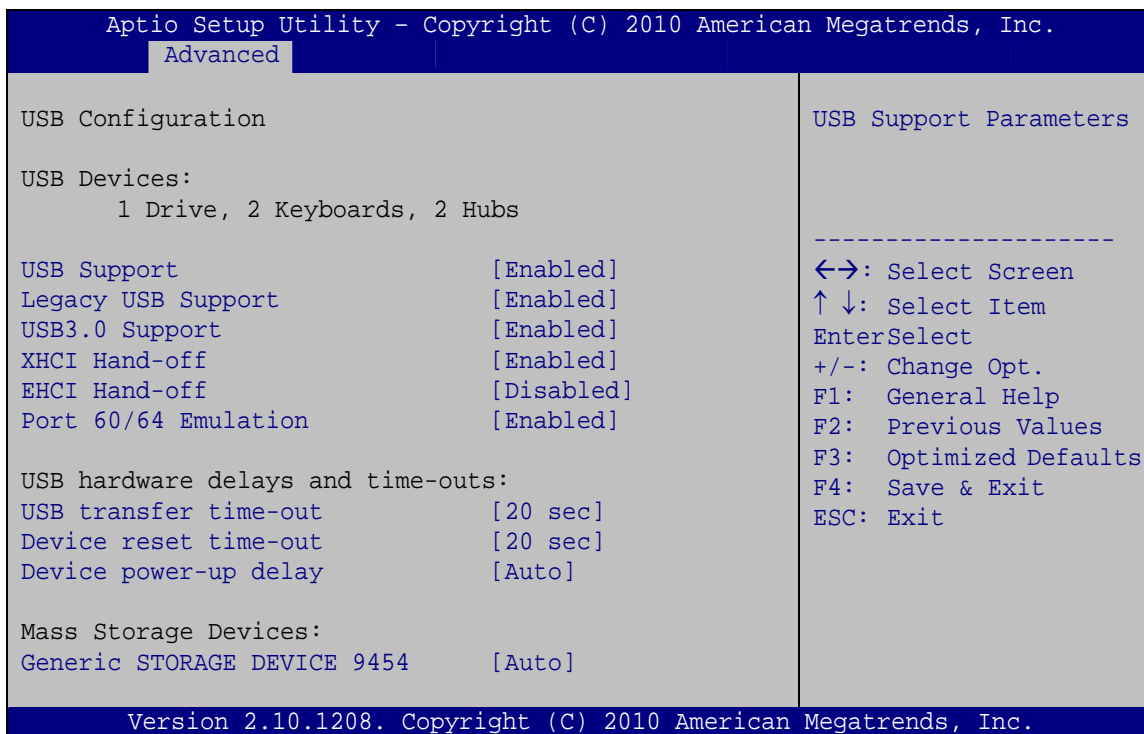 Aptio Setup Utility – Copyright (C) 2010 American Megatrends, Inc.
Advanced
USB Configuration
USB Devices:
1 Drive, 2 Keyboards, 2 Hubs
USB Support [Enabled]
Legacy USB Support [Enabled]
USB3.0 Support [Enabled]
XHCI Hand-off [Enabled]
EHCI Hand-off [Disabled]
Port 60/64 Emulation [Enabled]
USB hardware delays and time-outs:
USB transfer time-out [20 sec]
Device reset time-out [20 sec]
Device power-up delay [Auto]
Mass Storage Devices:
Generic STORAGE DEVICE 9454 [Auto]
USB Support Parameters
---------------------
←→: Select Screen
↑ ↓: Select Item
EnterSelect
+/-: Change Opt.
F1: General Help
F2: Previous Values
F3: Optimized Defaults
F4: Save & Exit
ESC: Exit
Version 2.10.1208. Copyright (C) 2010 American Megatrends, Inc.